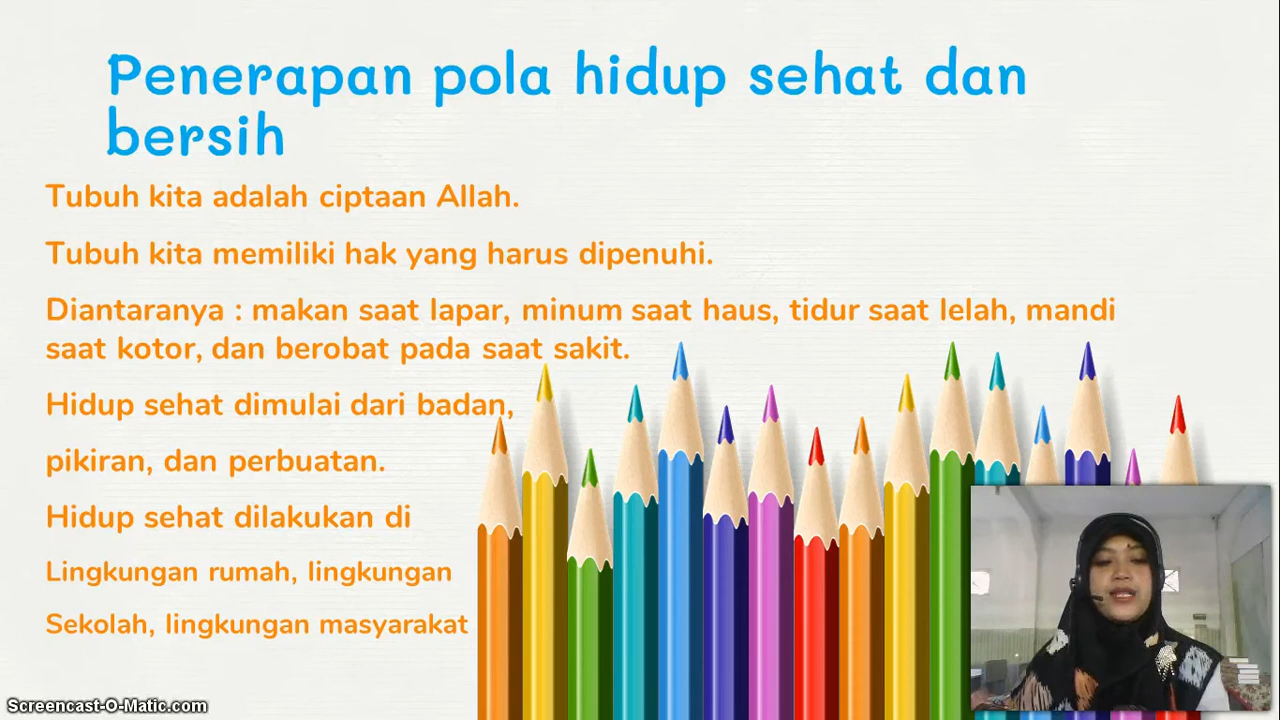 Penerapan pola hidup sehat dan
bersih
Tubuh kita adalah ciptaan Allah.
Tubuh kita memiliki hak yang harus dipenuhi.
Diantaranya : makan saat lapar, minum saat haus, tidur saat lelah, mandi
saat kotor, dan berobat pada saat sakit.
Hidup sehat dimulai dari badan,
pikiran, dan perbuatan.
Hidup sehat dilakukan di
Lingkungan rumah, lingkungan
Sekolah, lingkungan masyarakat
Screencast-O-Matic.com